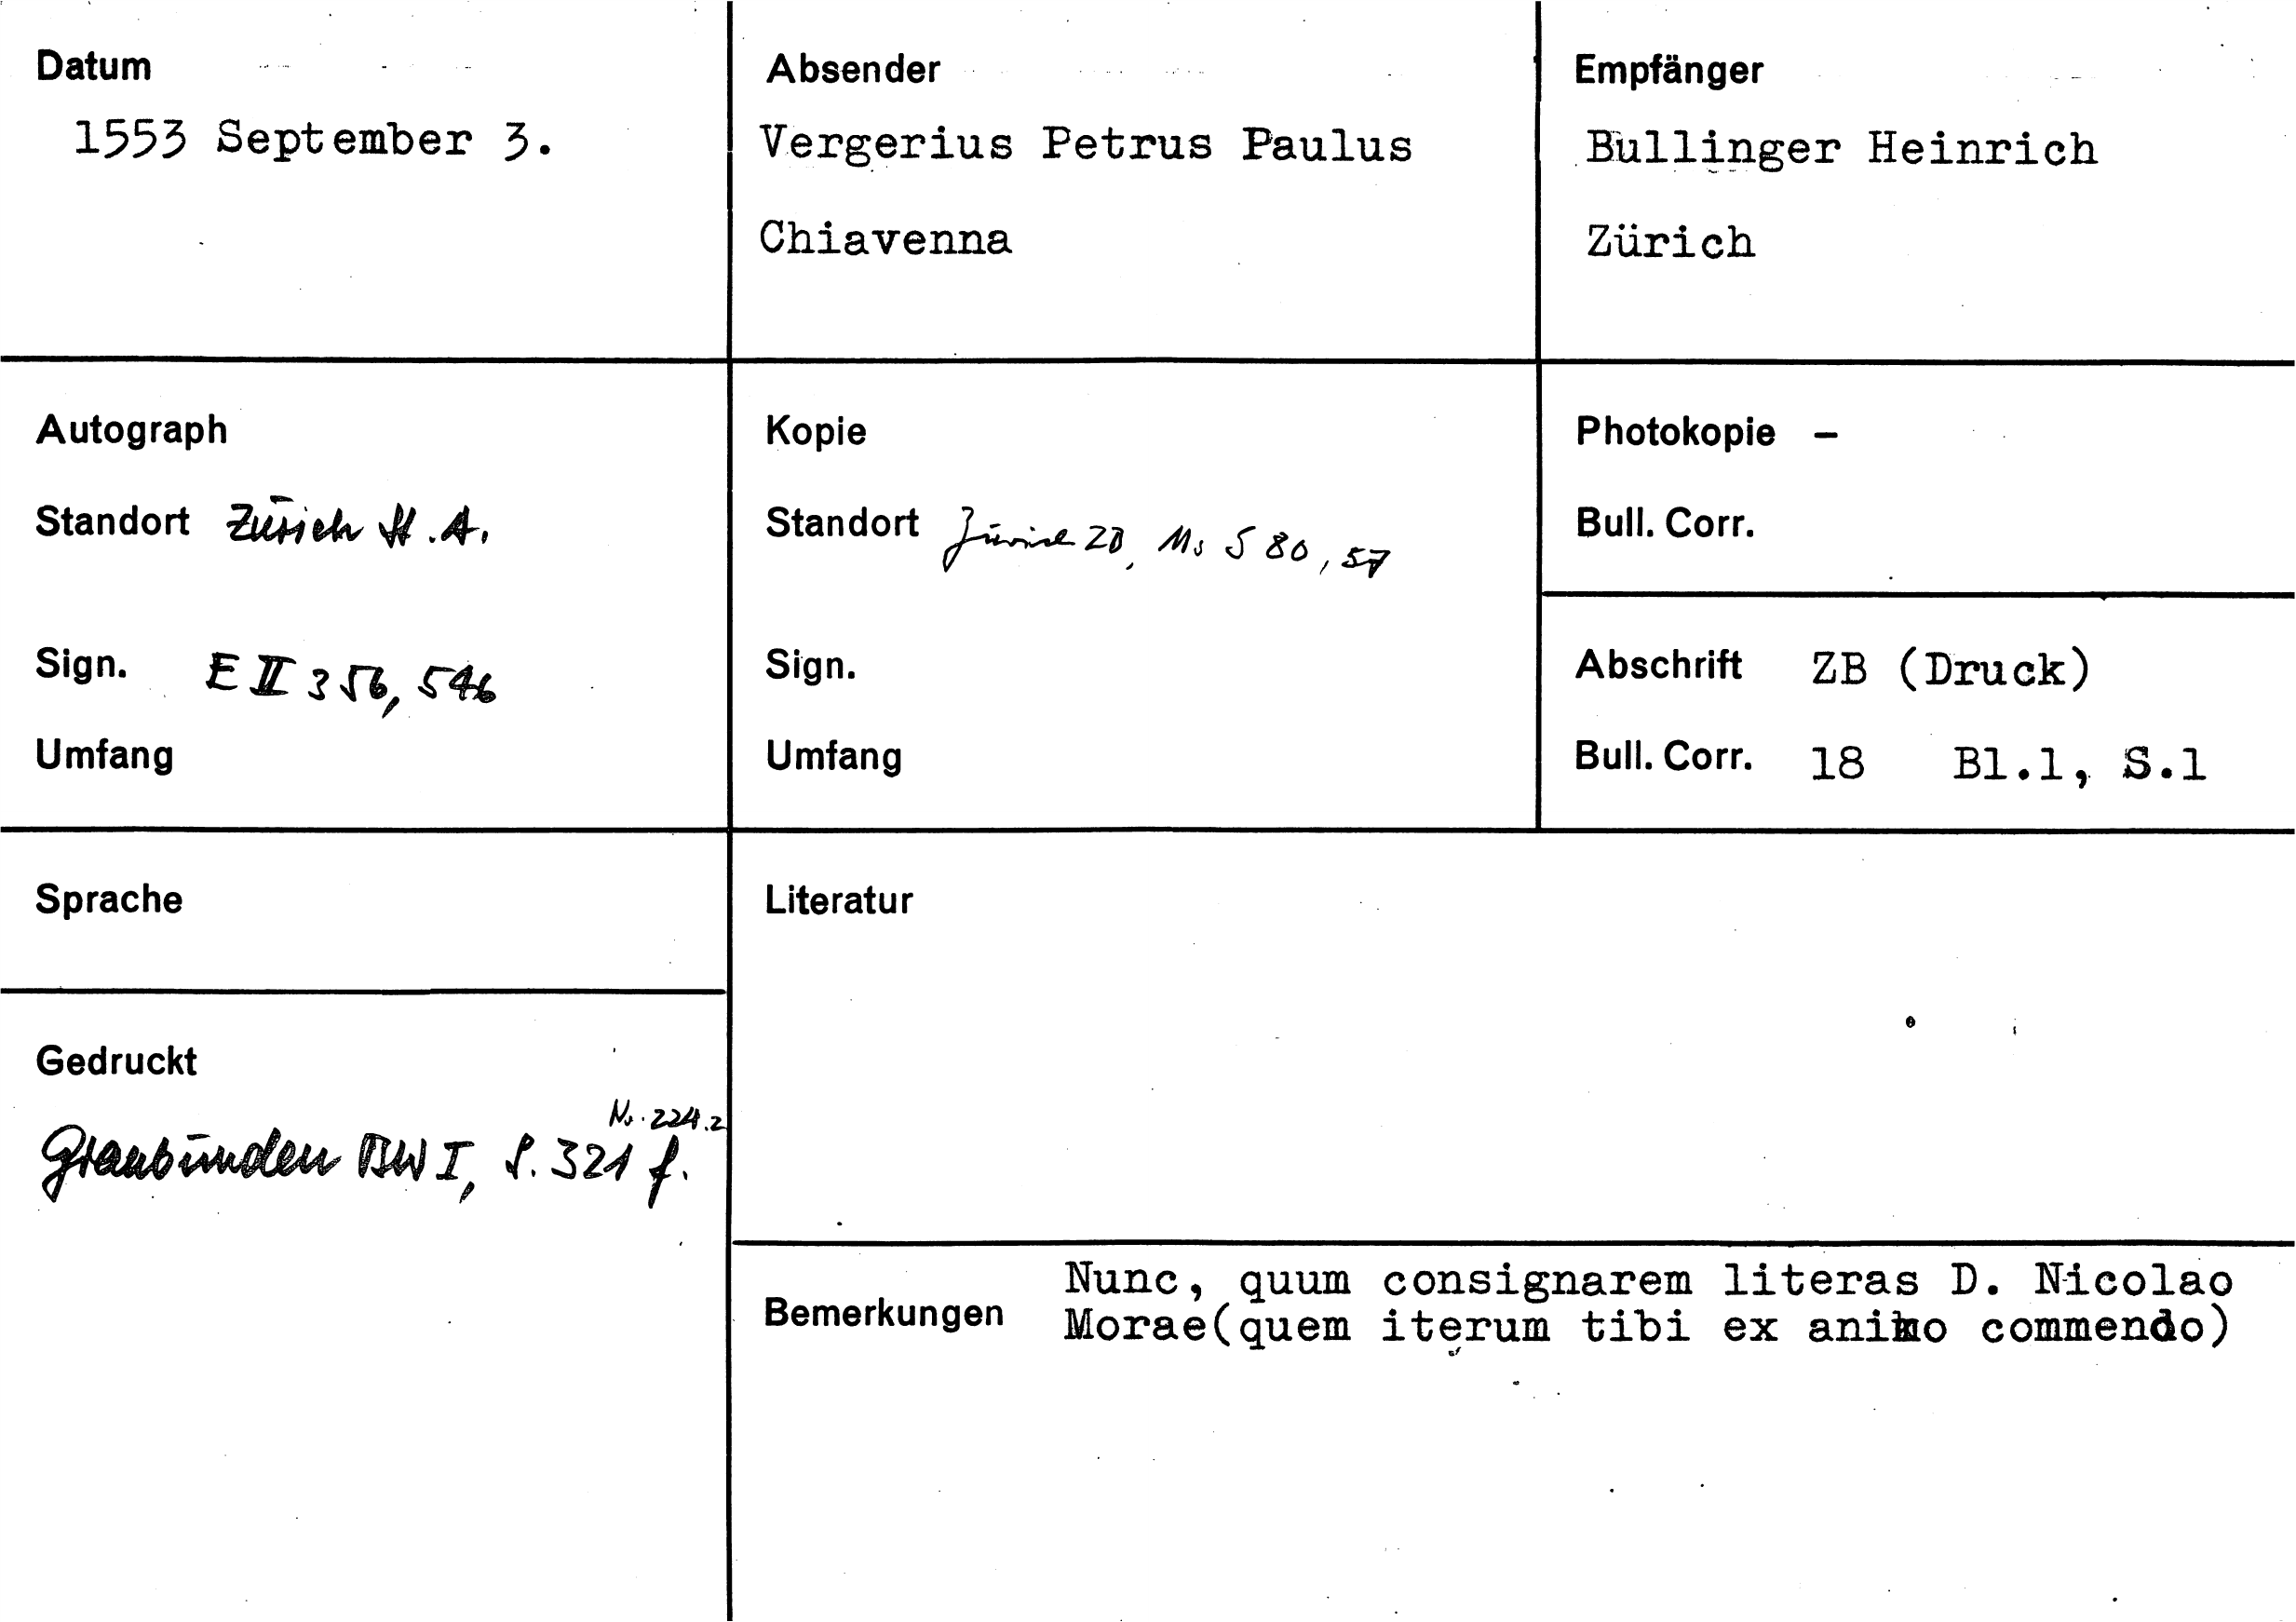 Datum
1553 September 3.
Absender
Vergerius Petrus Paulus
Chiavenna
Empfänger
Bullinger Heinrich
Zürich
Autograph
Standort Zürich St. A.
Sign. E II 356, 546
Umfang
Kopie
Standort Zürich ZB, Ms S 80, 57
Sign.
Umfang
Photokopie –
Bull. Corr.
Abschrift ZB (Druck)
Bull. Corr. 18 Bl.1, S.1
Sprache
Gedruckt
Nr. 224.2
Graubünden BW I, S. 321 f.
Literatur
Bemerkungen
Nunc, quum consignarem literas D. Nicolao
Morae(quem iterum tibi ex animo commendo)